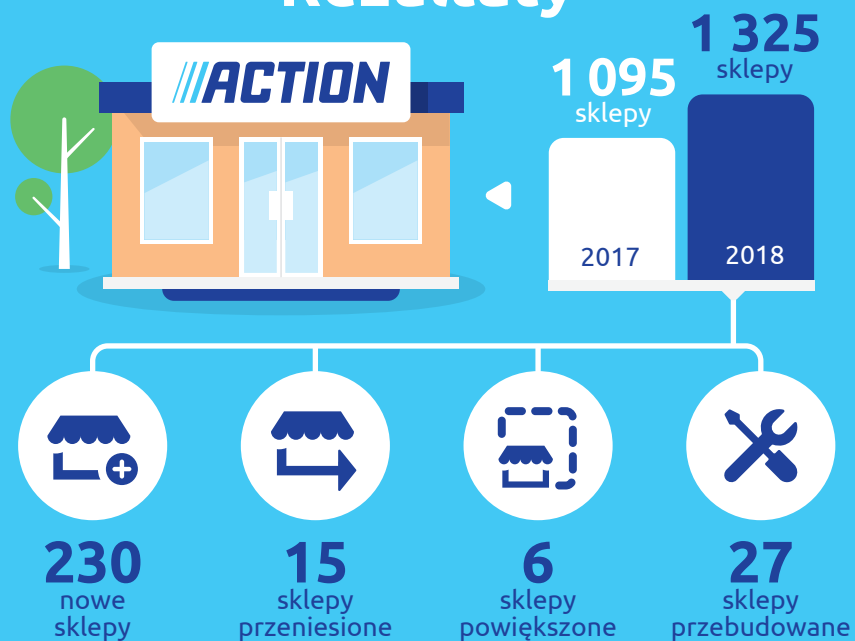 Rezultaty
ACTION
1 095
sklepy
1 325
sklepy
2017
2018
230
nowe
sklepy
15
sklepy
przeniesione
6
sklepy
powiększone
27
sklepy
przebudowane